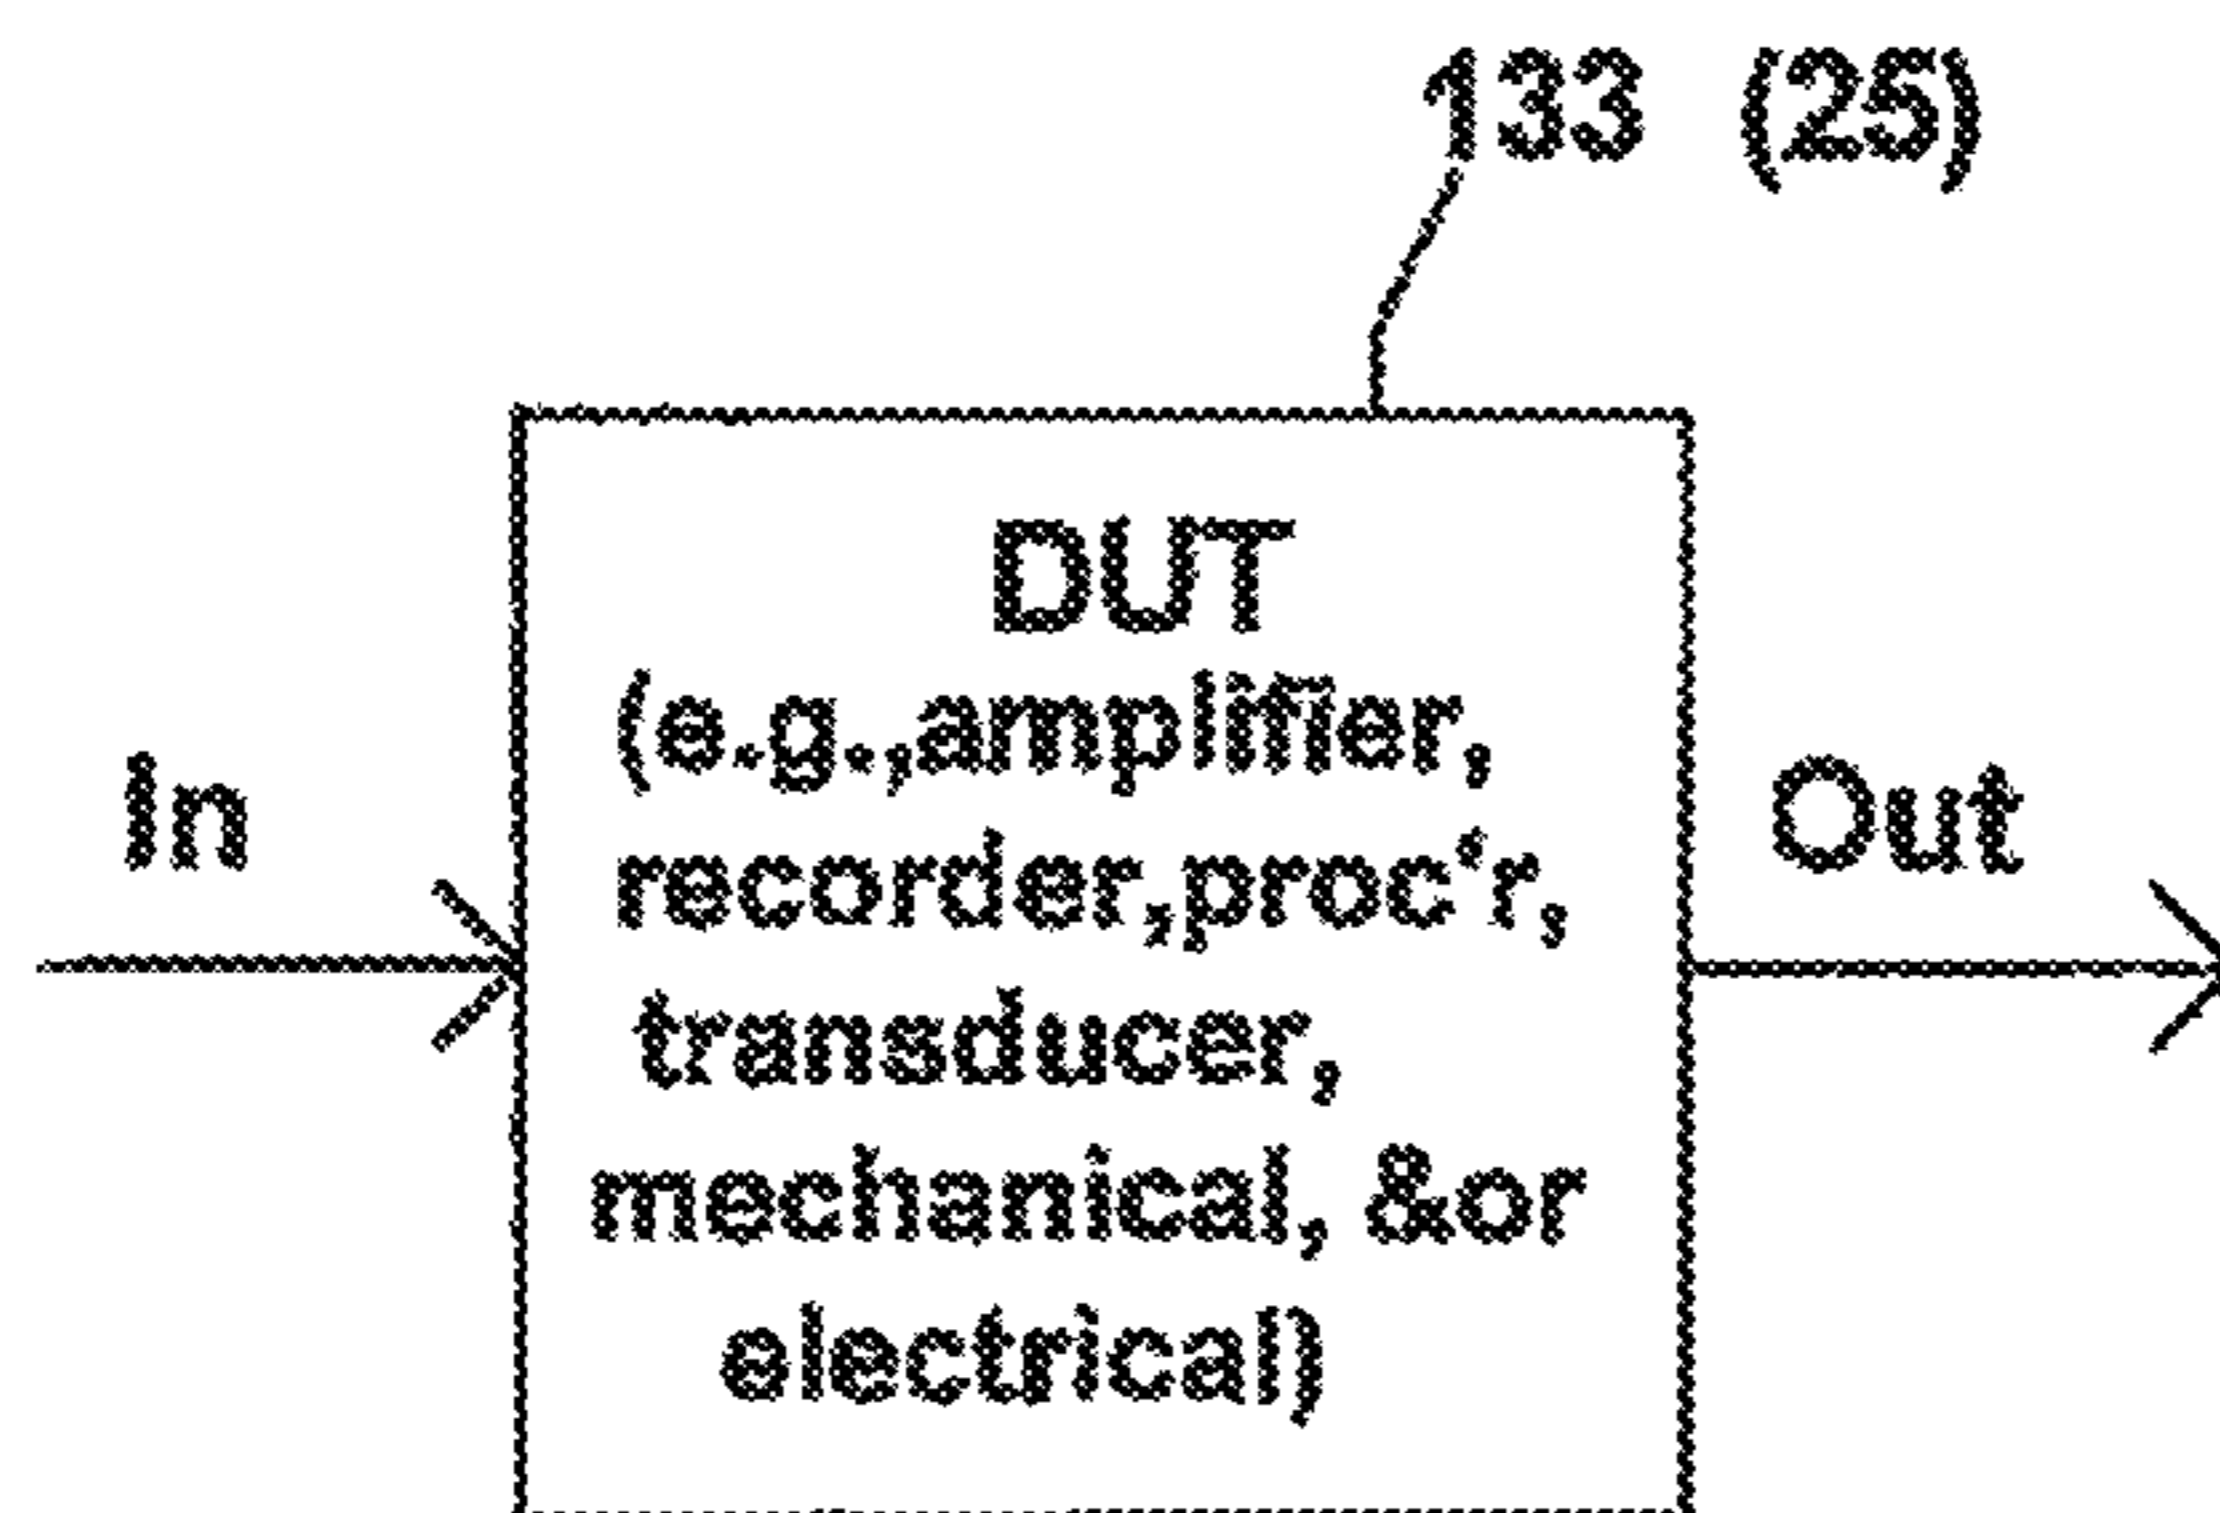 133 (25)
DUT
(e.g.,amplifier,
In
Out
recorder,proc'r,
transducer,
mechanical, &or
electrical)